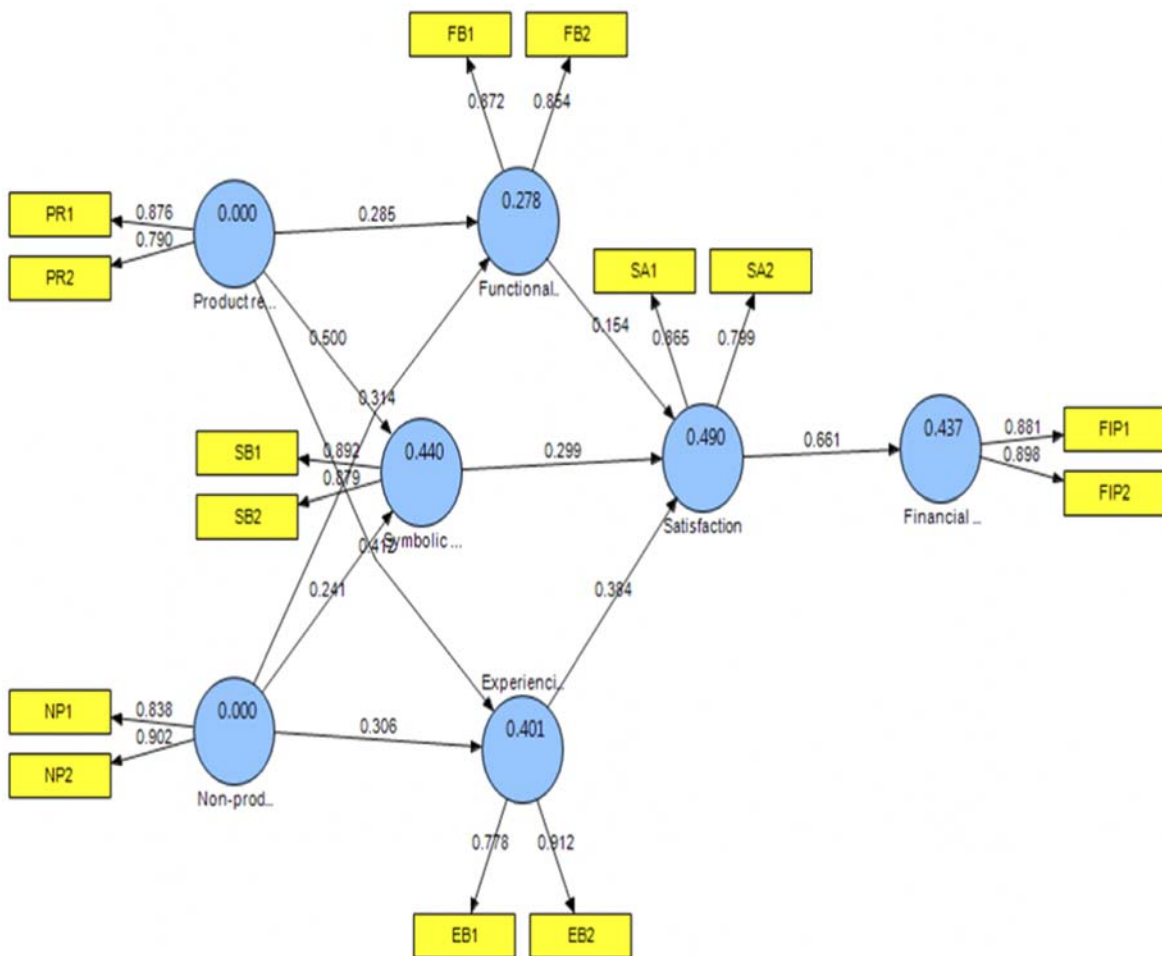 FB1
FB2
0.872
0.854
PR1
0.876
0.000
0.285
0.278
0.790
PR2
Product re...
Functional..
SA1
SA2
0.154
0.500
0.865
0.799
0.314
SB1
0.892
0.440
0.299
0.490
0.661
0.437
0.881
FIP1
0.898
SB2
0.879
FIP2
Symbolic ...
Satisfaction
Financial ...
0.412
0.241
0.384
NP1
0.838
0.000
Experienci..
0.902
0.306
0.401
NP2
Non-prod...
0.778
0.912
EB1
EB2